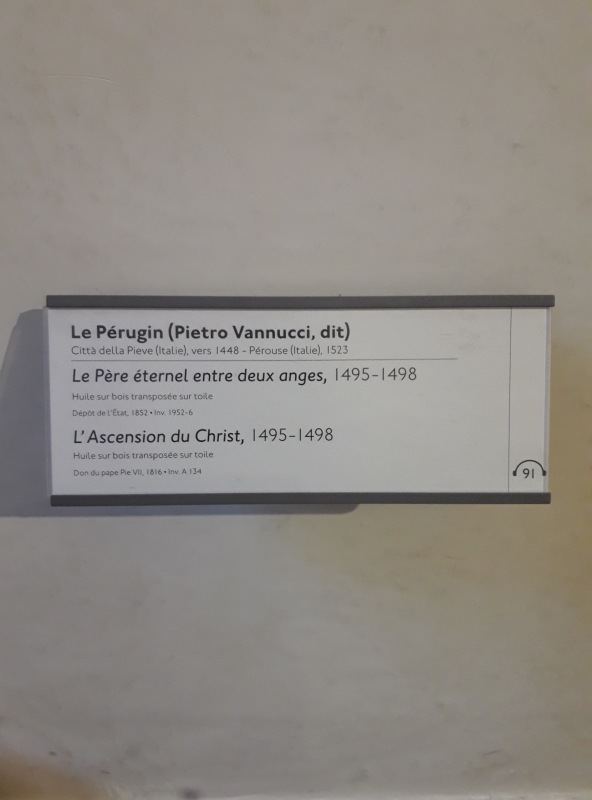 Le Pérugin (Pietro Vannucci, dit)
Città della Pieve (Italie), vers 1448 - Pérouse (Italie), 1523
Le Père éternel entre deux anges, 1495-1498
Huile sur bois transposée sur toile
Dépôt de l'État, 1852 • Inv. 1952-6
L'Ascension du Christ, 1495-1498
Huile sur bois transposée sur toile
Don du pape Pie VII, 1816 • Inv. A 134
91